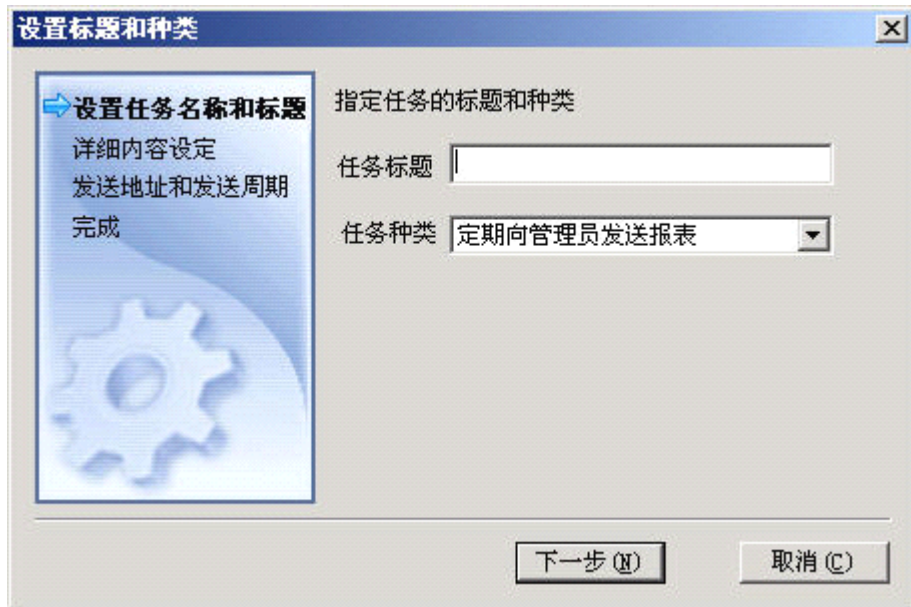 设置标题和种类
设置任务名称和标题
详细内容设定
发送地址和发送周期
完成
指定任务的标题和种类
任务标题
任务种类 定期向管理员发送报表
下一步(N) 取消(C)